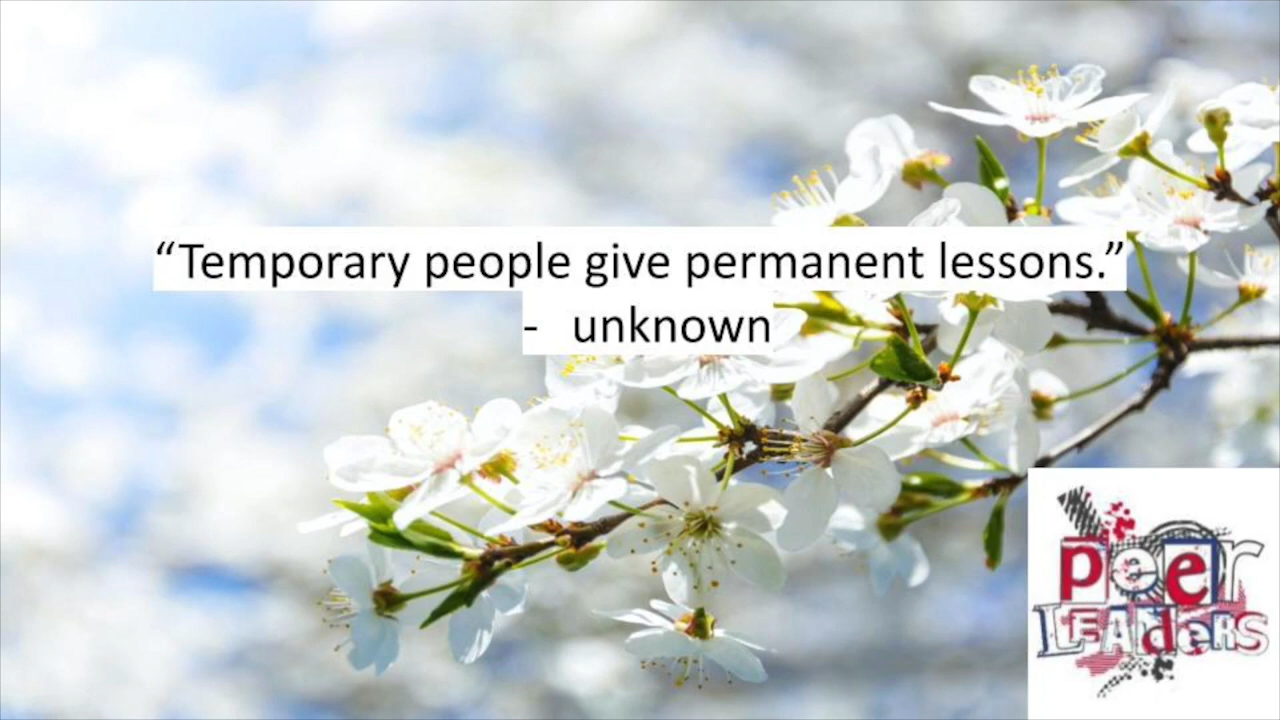 “Temporary people give permanent lessons.”
- unknown
peer
LEADERS